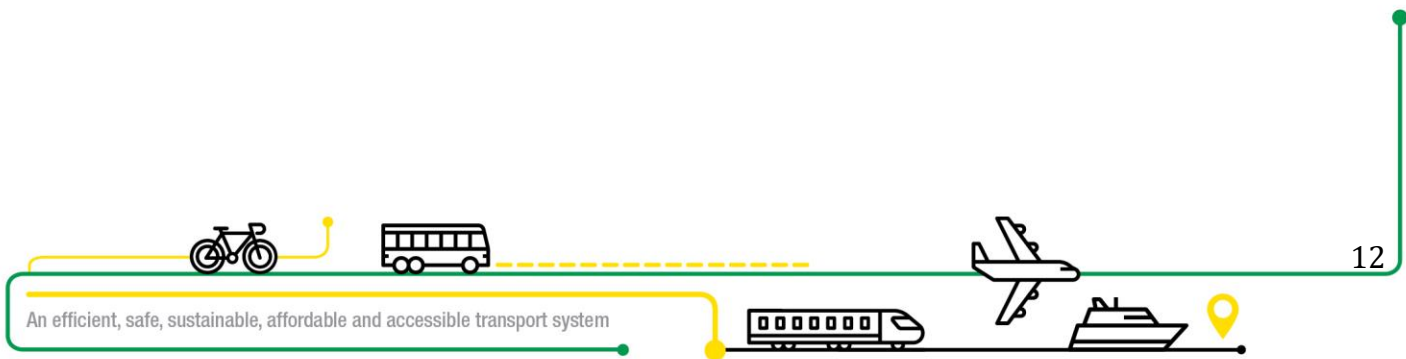 12
An efficient, safe, sustainable, affordable and accessible transport system